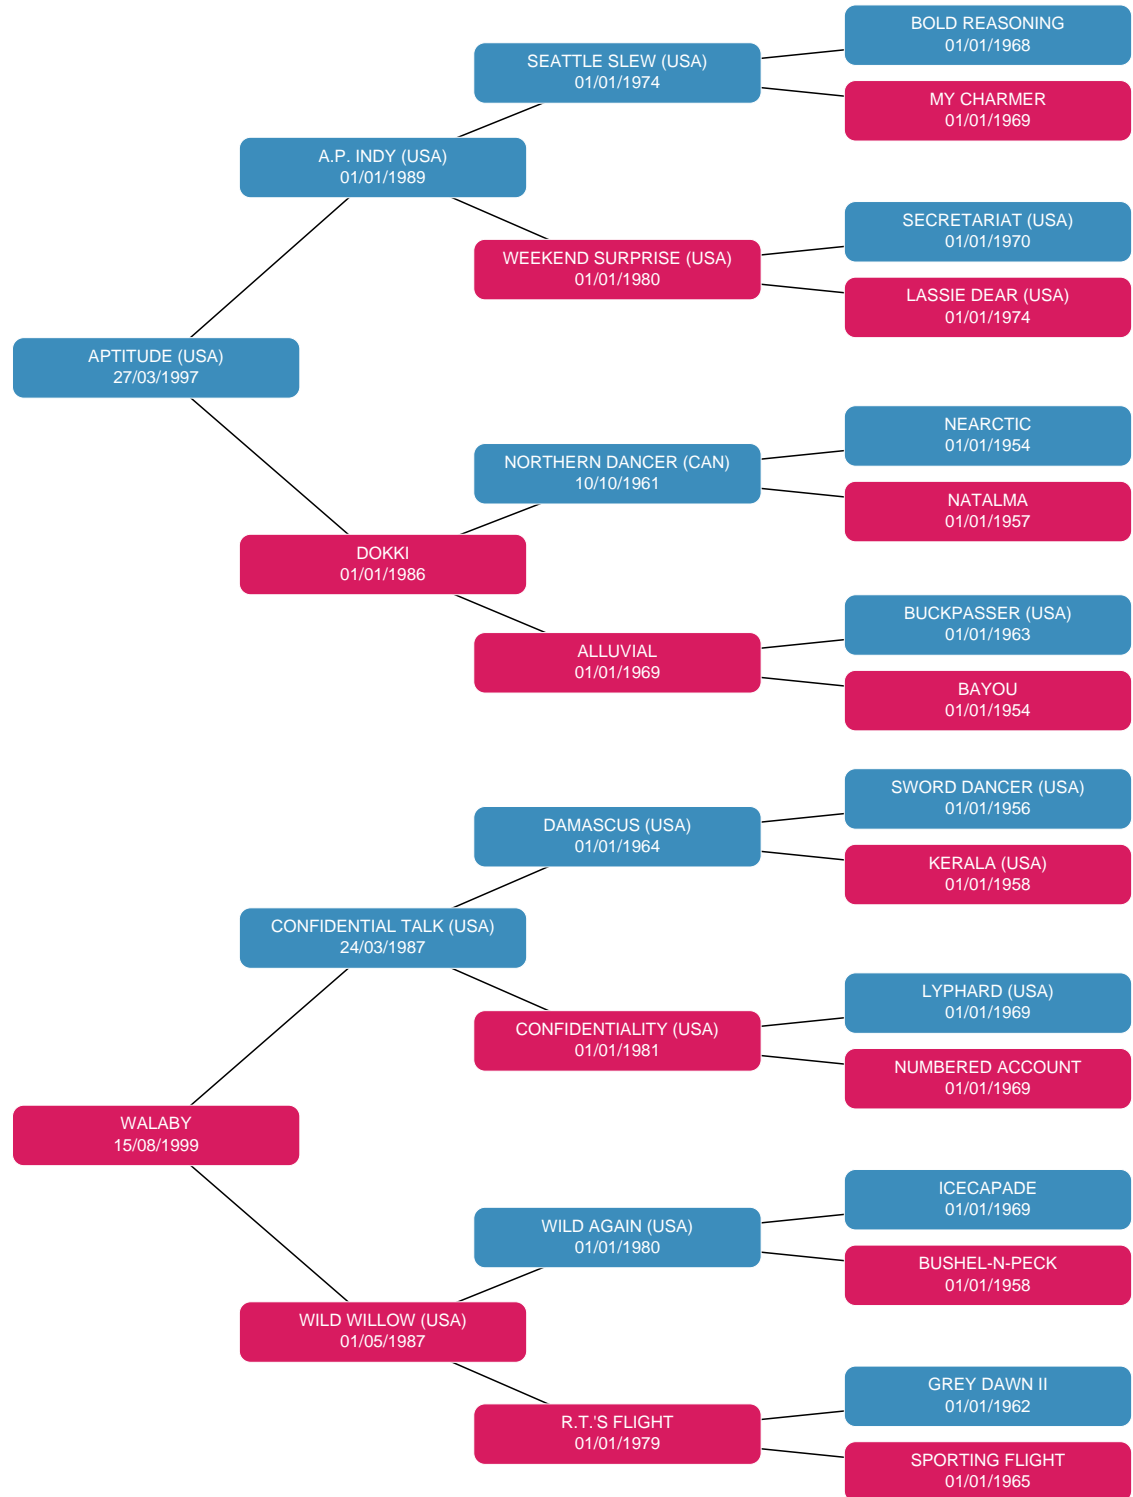 BOLD REASONING
01/01/1968
SEATTLE SLEW (USA)
01/01/1974
MY CHARMER
01/01/1969
A.P. INDY (USA)
01/01/1989
SECRETARIAT (USA)
01/01/1970
WEEKEND SURPRISE (USA)
01/01/1980
LASSIE DEAR (USA)
01/01/1974
APTITUDE (USA)
27/03/1997
NEARCTIC
01/01/1954
NORTHERN DANCER (CAN)
10/10/1961
NATALMA
01/01/1957
DOKKI
01/01/1986
BUCKPASSER (USA)
01/01/1963
ALLUVIAL
01/01/1969
BAYOU
01/01/1954
SWORD DANCER (USA)
01/01/1956
DAMASCUS (USA)
01/01/1964
KERALA (USA)
01/01/1958
CONFIDENTIAL TALK (USA)
24/03/1987
LYPHARD (USA)
01/01/1969
CONFIDENTIALITY (USA)
01/01/1981
NUMBERED ACCOUNT
01/01/1969
WALABY
15/08/1999
ICECAPADE
01/01/1969
WILD AGAIN (USA)
01/01/1980
BUSHEL-N-PECK
01/01/1958
WILD WILLOW (USA)
01/05/1987
GREY DAWN II
01/01/1962
R.T.'S FLIGHT
01/01/1979
SPORTING FLIGHT
01/01/1965